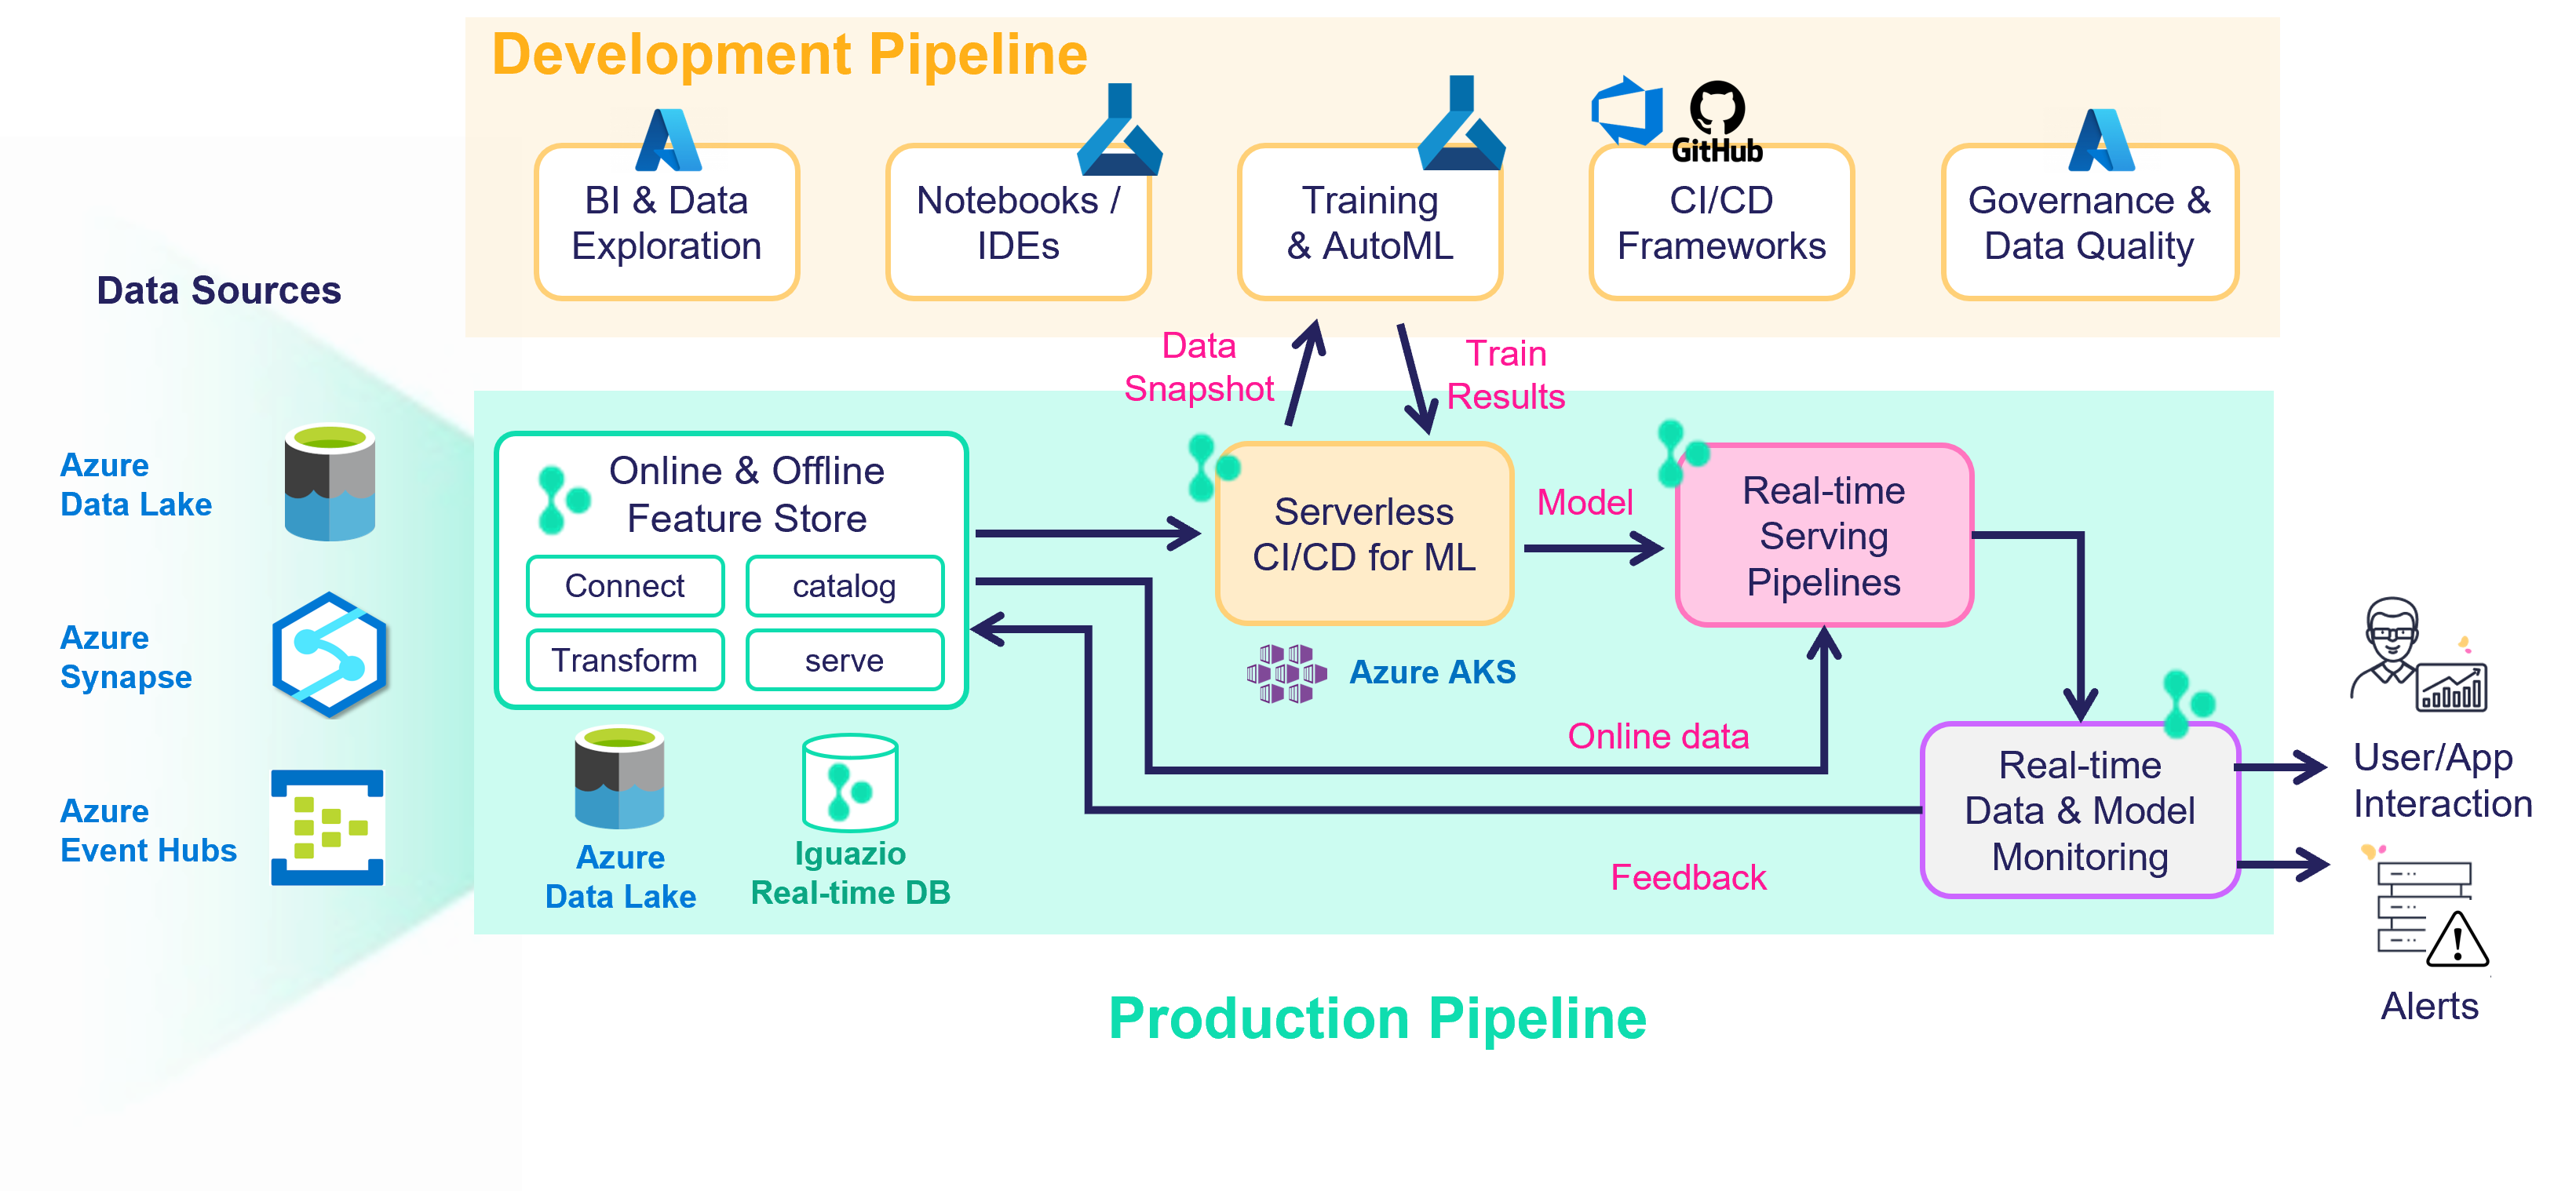 Development Pipeline
GitHub
BI & Data
Exploration
Notebooks /
IDEs
Training
& AutoML
CI/CD
Frameworks
Governance &
Data Quality
Data Sources
Azure
Data Lake
Azure
Synapse
Azure
Event Hubs
Data
Snapshot
Train
Results
Online & Offline
Feature Store
Connect
catalog
Transform
serve
Azure
Data Lake
Iguazio
Real-time DB
Serverless
CI/CD for ML
Azure AKS
Model
Real-time
Serving
Pipelines
Online data
Feedback
Real-time
Data & Model
Monitoring
User/App
Interaction
Alerts
Production Pipeline